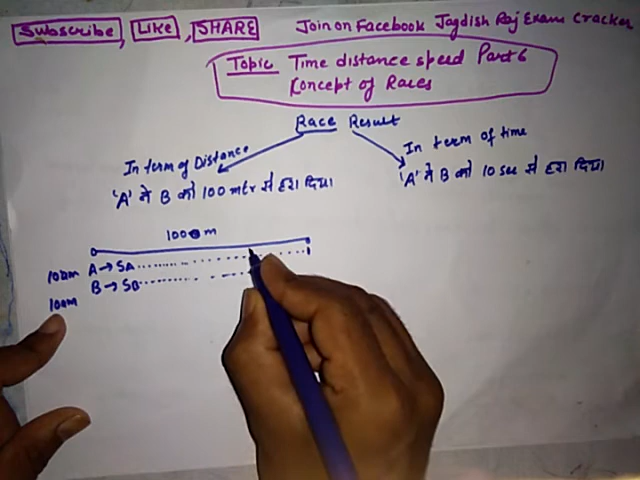 Subscribe, Like, SHARE Join on Facebook Jagdish Raj Exam Cracker
Topic Time distance speed Part 6
Concept of Races
Race Result
In term of Distance
In term of time
'A' ने B को 100 mtr से हरा दिया
'A' ने B को 10 sec से हरा दिया
1000 m
10am A → SA
10am B → SB